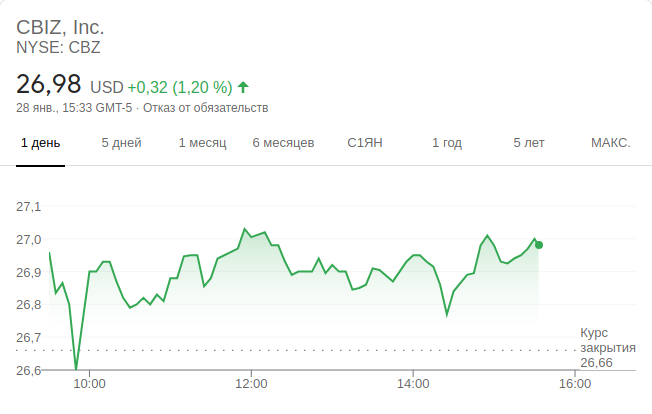 CBIZ, Inc.
NYSE: CBZ
26,98 USD +0,32 (1,20 %)
28 янв., 15:33 GMT-5 · Отказ от обязательств
1 день 5 дней 1 месяц 6 месяцев С1ЯН 1 год 5 лет МАКС.
27,1
27,0
26,9
26,8
26,7
Курс
закрытия
26,66
26,6
10:00 12:00 14:00 16:00